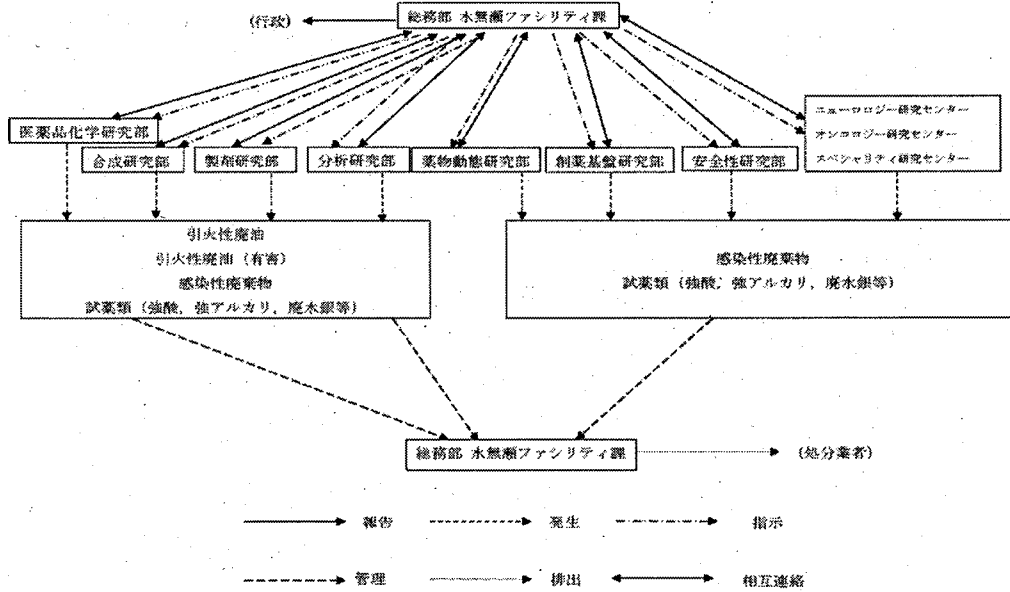 (行政)
総務部 水無瀬ファシリティ課
医薬品化学研究部
合成研究部
製剤研究部
分析研究部
薬物動態研究部
創薬基盤研究部
安全性研究部
ニューロロジー研究センター
オンコロジー研究センター
スペシャリティ研究センター
引火性廃油
引火性廃油（有害）
感染性廃棄物
試薬類（強酸，強アルカリ，廃水銀等）
感染性廃棄物
試薬類（強酸，強アルカリ，廃水銀等）
総務部 水無瀬ファシリティ課
(処分業者)
報告
発生
指示
管理
排出
相互連絡